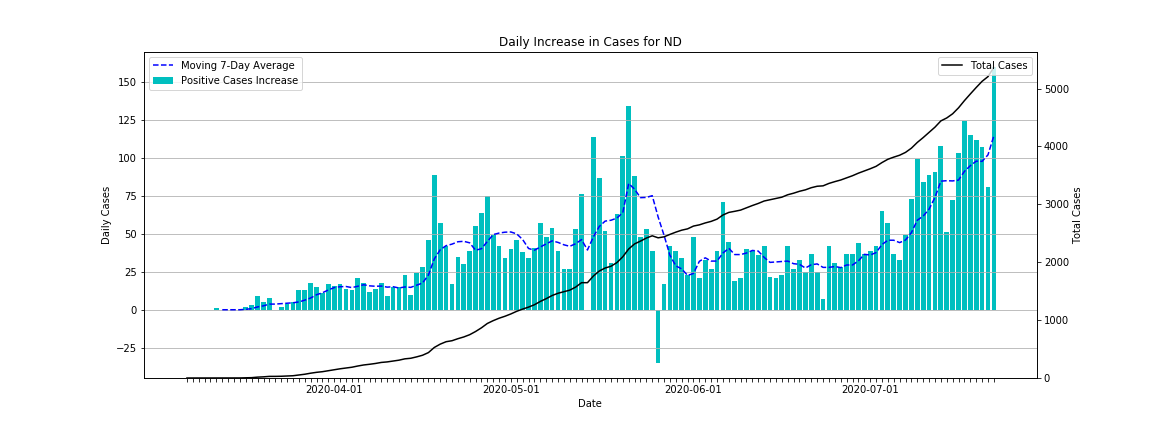 Daily Increase in Cases for ND
Moving 7-Day Average
Positive Cases Increase
Total Cases
150
125
100
75
50
25
0
−25
Daily Cases
5000
4000
3000
2000
1000
0
Total Cases
2020-04-01
2020-05-01
2020-06-01
2020-07-01
Date